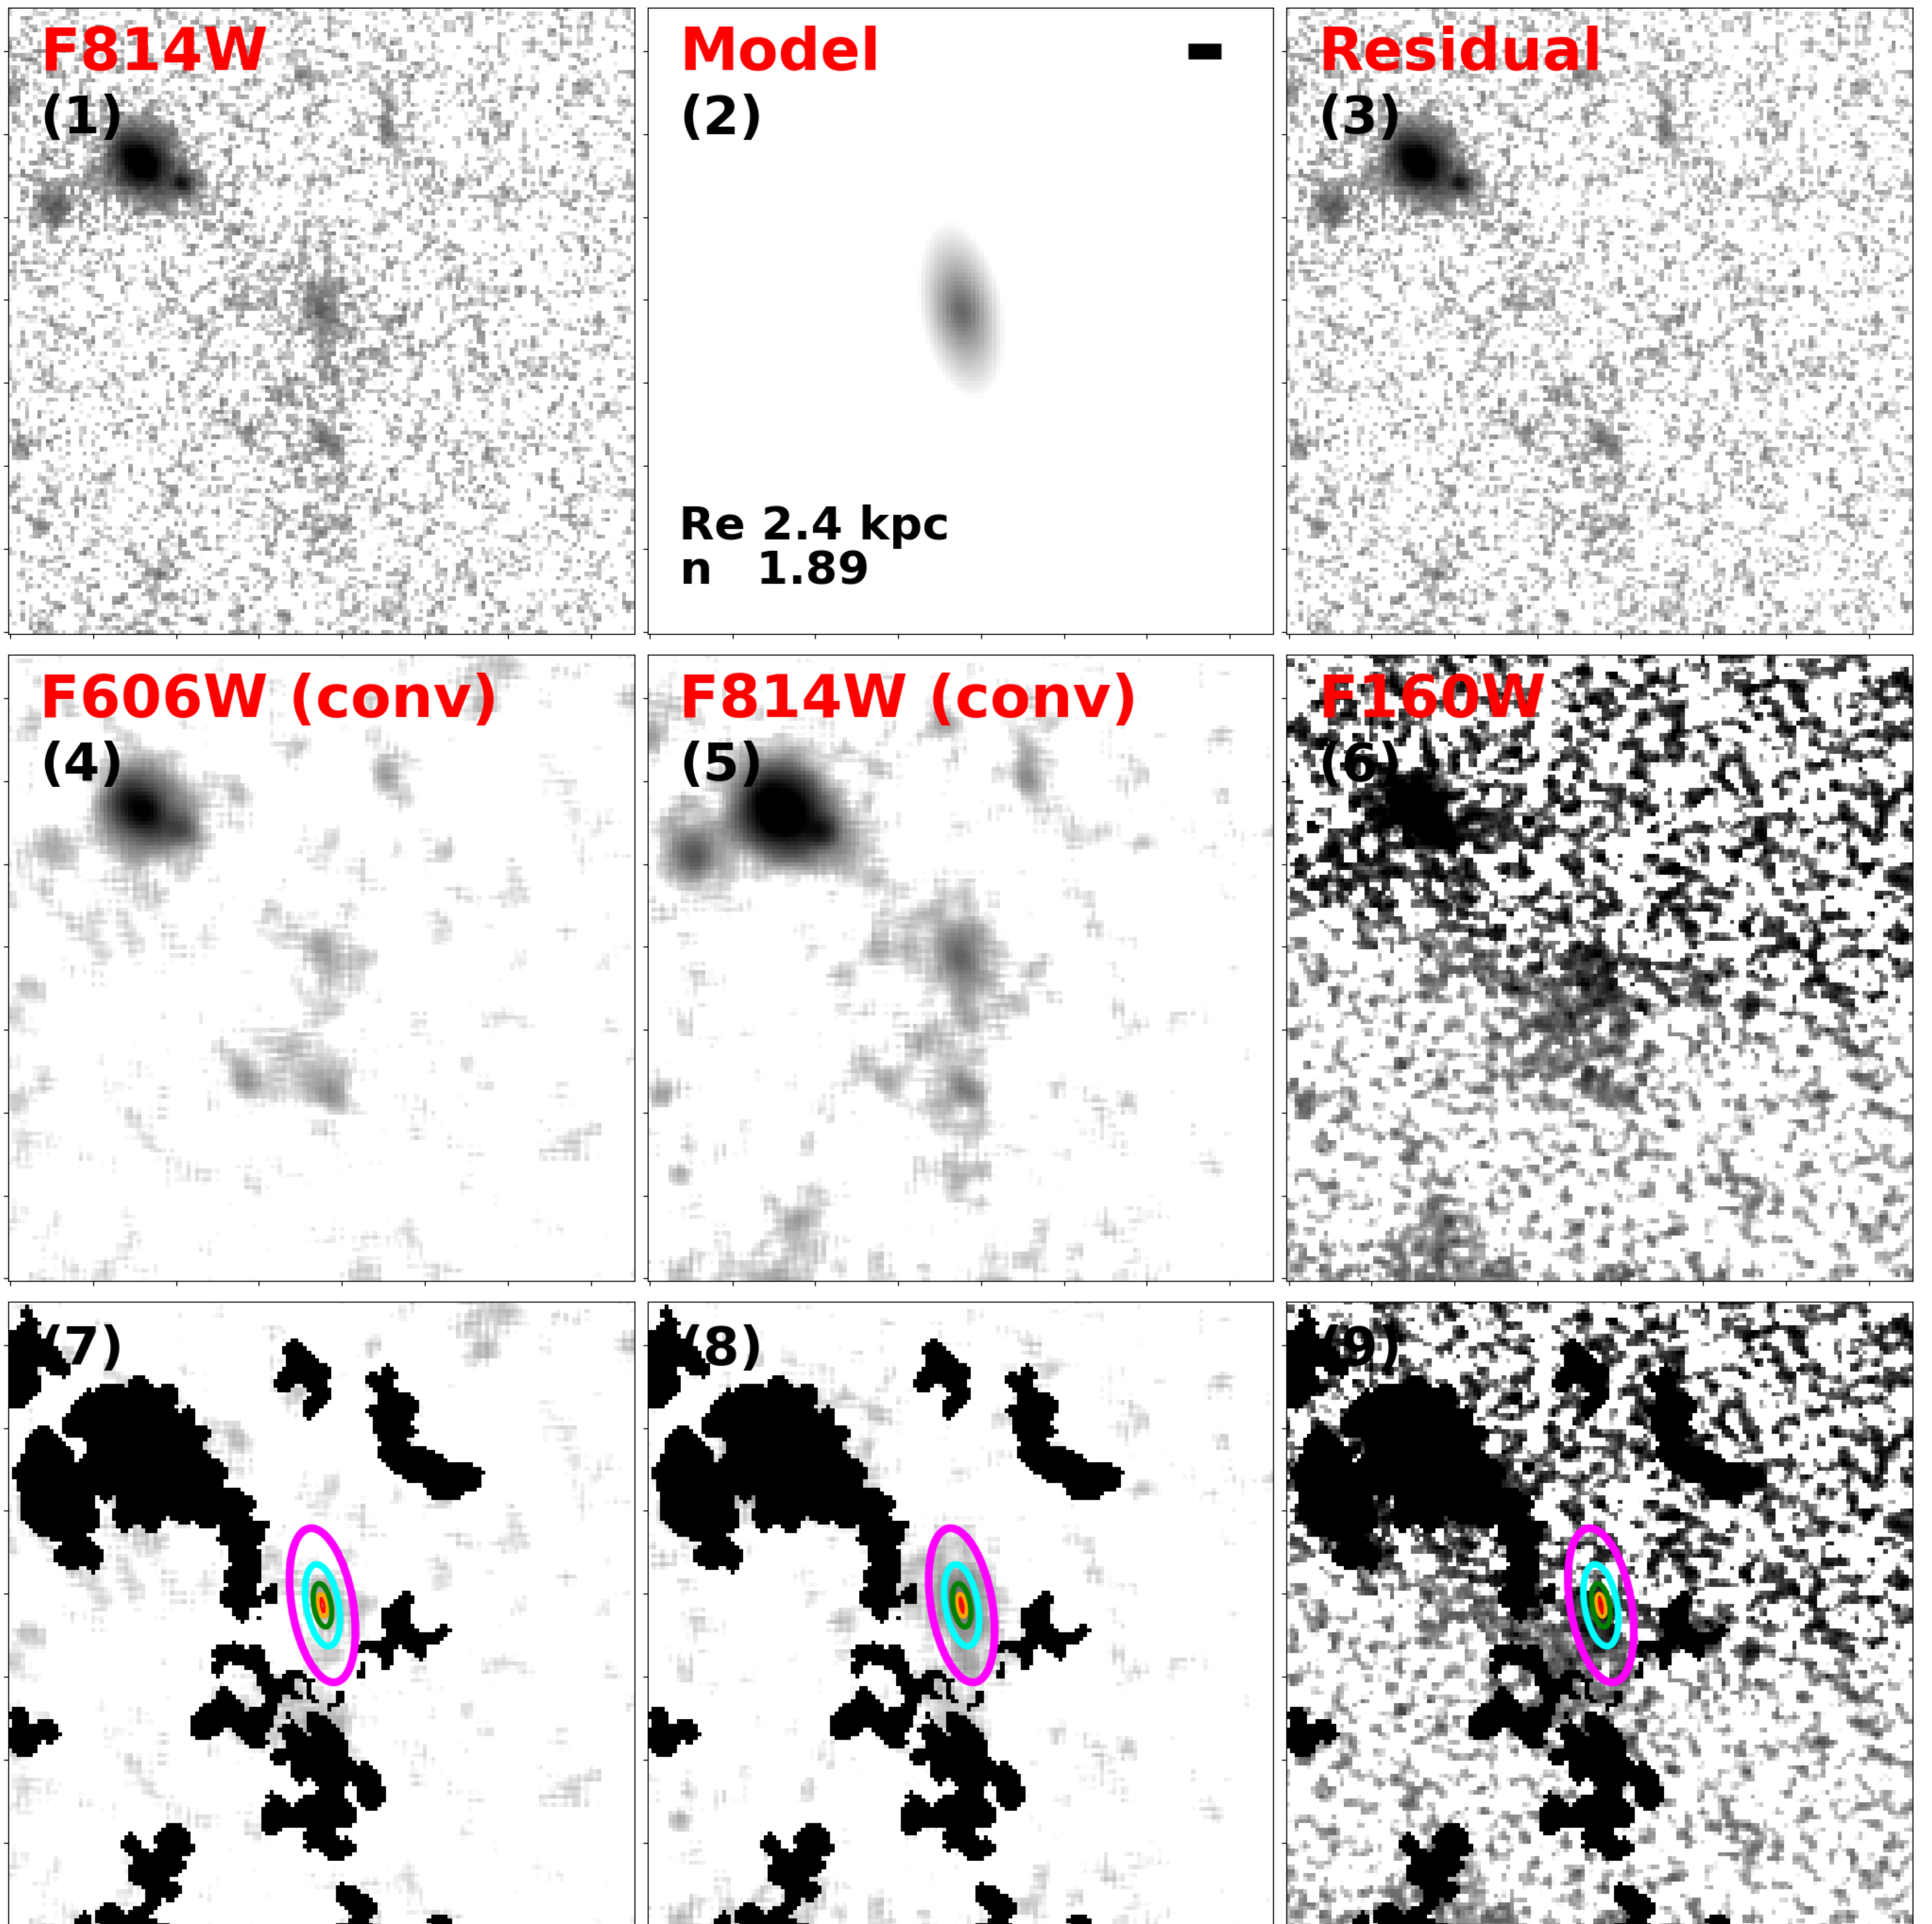 F814W
(1)
Model
(2)
Re 2.4 kpc
n 1.89
Residual
(3)
F606W (conv)
(4)
F814W (conv)
(5)
F160W
(6)
(7)
(8)
(9)